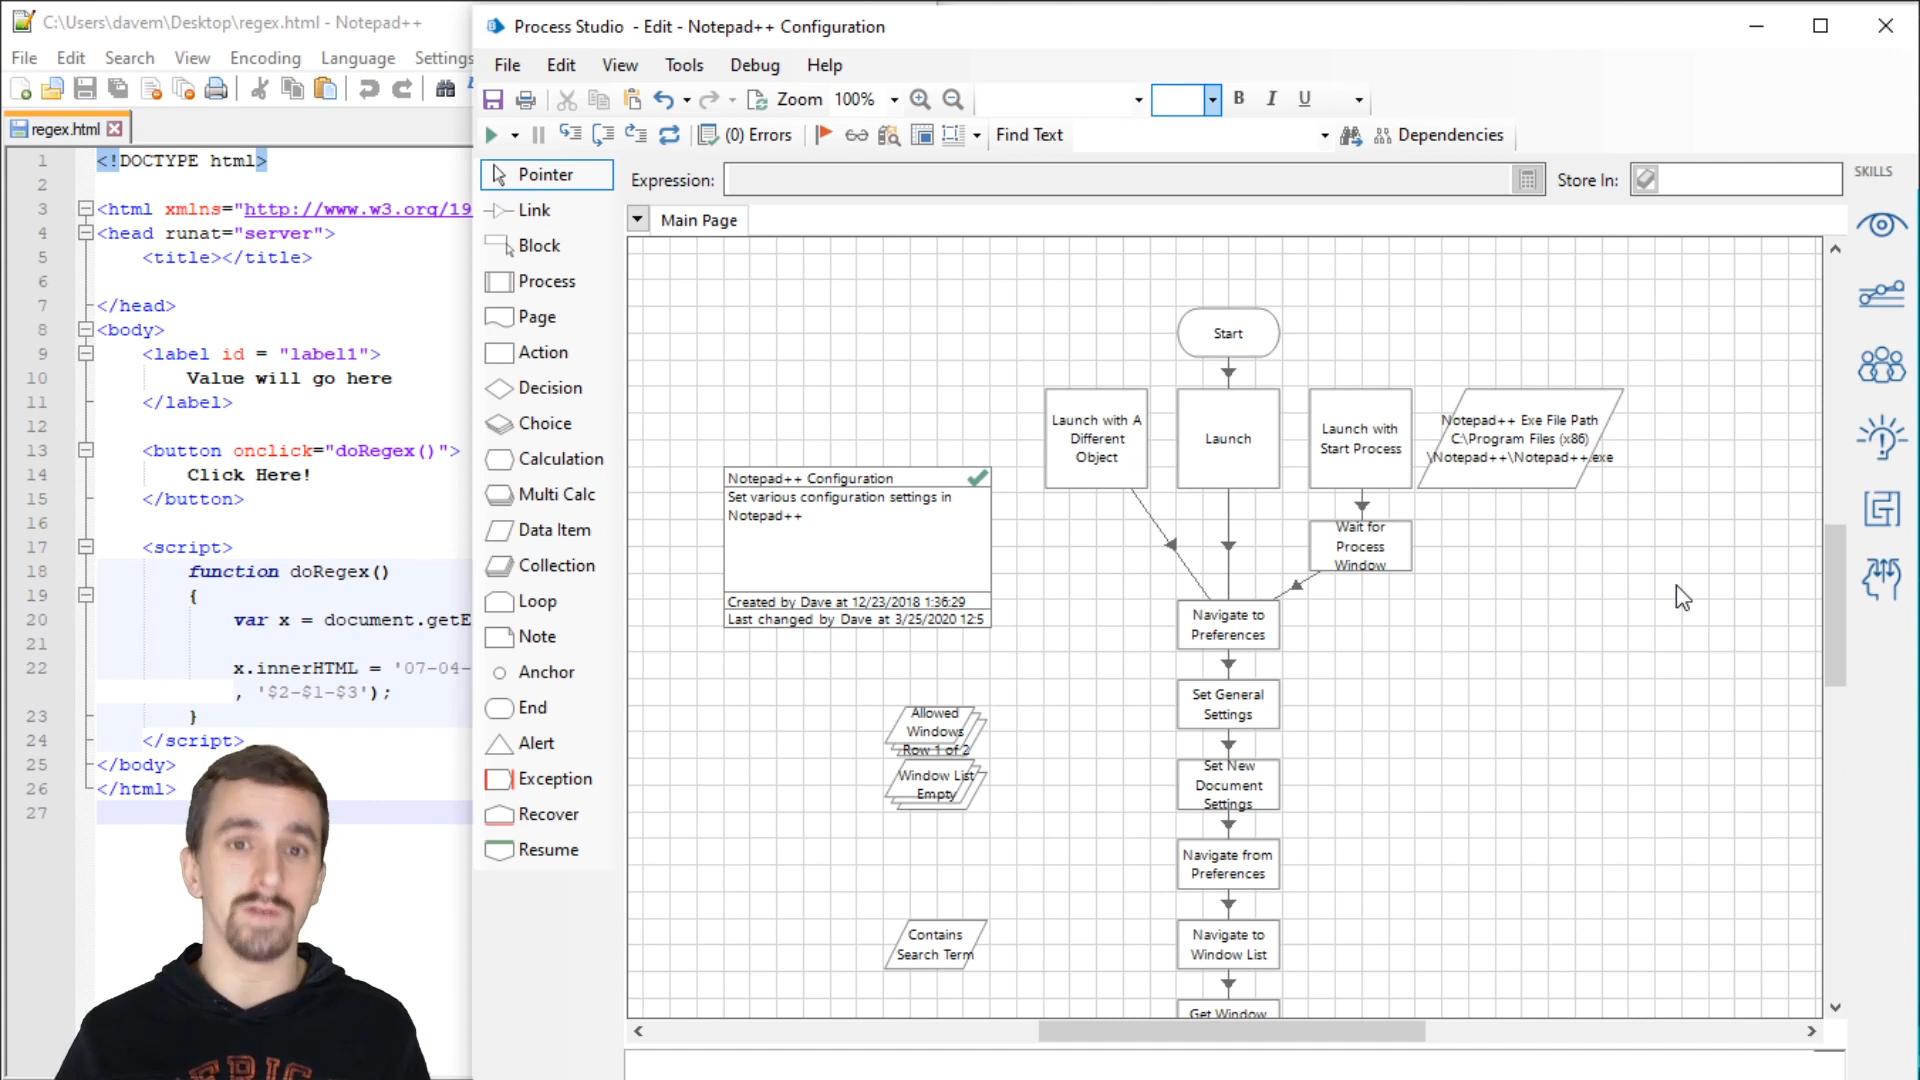 C:\Users\davem\Desktop\regex.html - Notepad++
File Edit Search View Encoding Language Settings
regex.html
1 <!DOCTYPE html>
2
3 <html xmlns="http://www.w3.org/19
4 <head runat="server">
5 <title></title>
6
7 </head>
8 <body>
9 <label id = "label1">
10 Value will go here
11 </label>
12
13 <button onclick="doRegex()">
14 Click Here!
15 </button>
16
17 <script>
18 function doRegex()
19 {
20 var x = document.getE
21
22 x.innerHTML = '07-04-
, '$2-$1-$3');
23 }
24 </script>
25 </body>
26 </html>
27
Process Studio - Edit - Notepad++ Configuration
File Edit View Tools Debug Help
Zoom 100% B I U
(0) Errors Find Text Dependencies
Pointer
Link
Block
Process
Page
Action
Decision
Choice
Calculation
Multi Calc
Data Item
Collection
Loop
Note
Anchor
End
Alert
Exception
Recover
Resume
Expression: Store In:
Main Page
Start
Launch with A
Different
Object
Launch
Launch with
Start Process
Notepad++ Exe File Path
C:\Program Files (x86)
\Notepad++\Notepad++.exe
Notepad++ Configuration
Set various configuration settings in
Notepad++
Created by Dave at 12/23/2018 1:36:29
Last changed by Dave at 3/25/2020 12:5
Wait for
Process
Window
Navigate to
Preferences
Set General
Settings
Allowed
Windows
Row 1 of 2
Window List
Empty
Set New
Document
Settings
Navigate from
Preferences
Contains
Search Term
Navigate to
Window List
Get Window
SKILLS